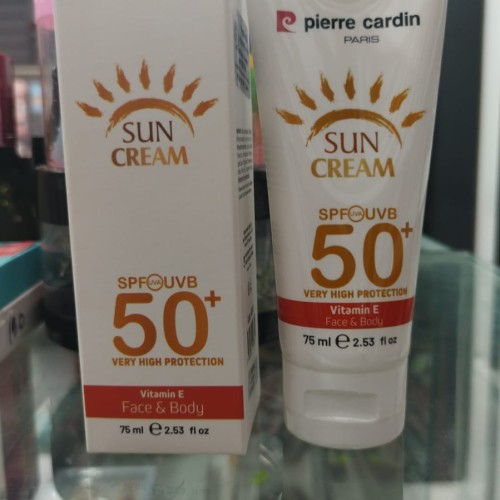 SUN
CREAM
SPF UVA UVB
50+
VERY HIGH PROTECTION
Vitamin E
Face & Body
75 ml e 2.53 fl oz
pierre cardin
PARIS
SUN
CREAM
SPF UVA UVB
50+
VERY HIGH PROTECTION
Vitamin E
Face & Body
75 ml e 2.53 fl oz